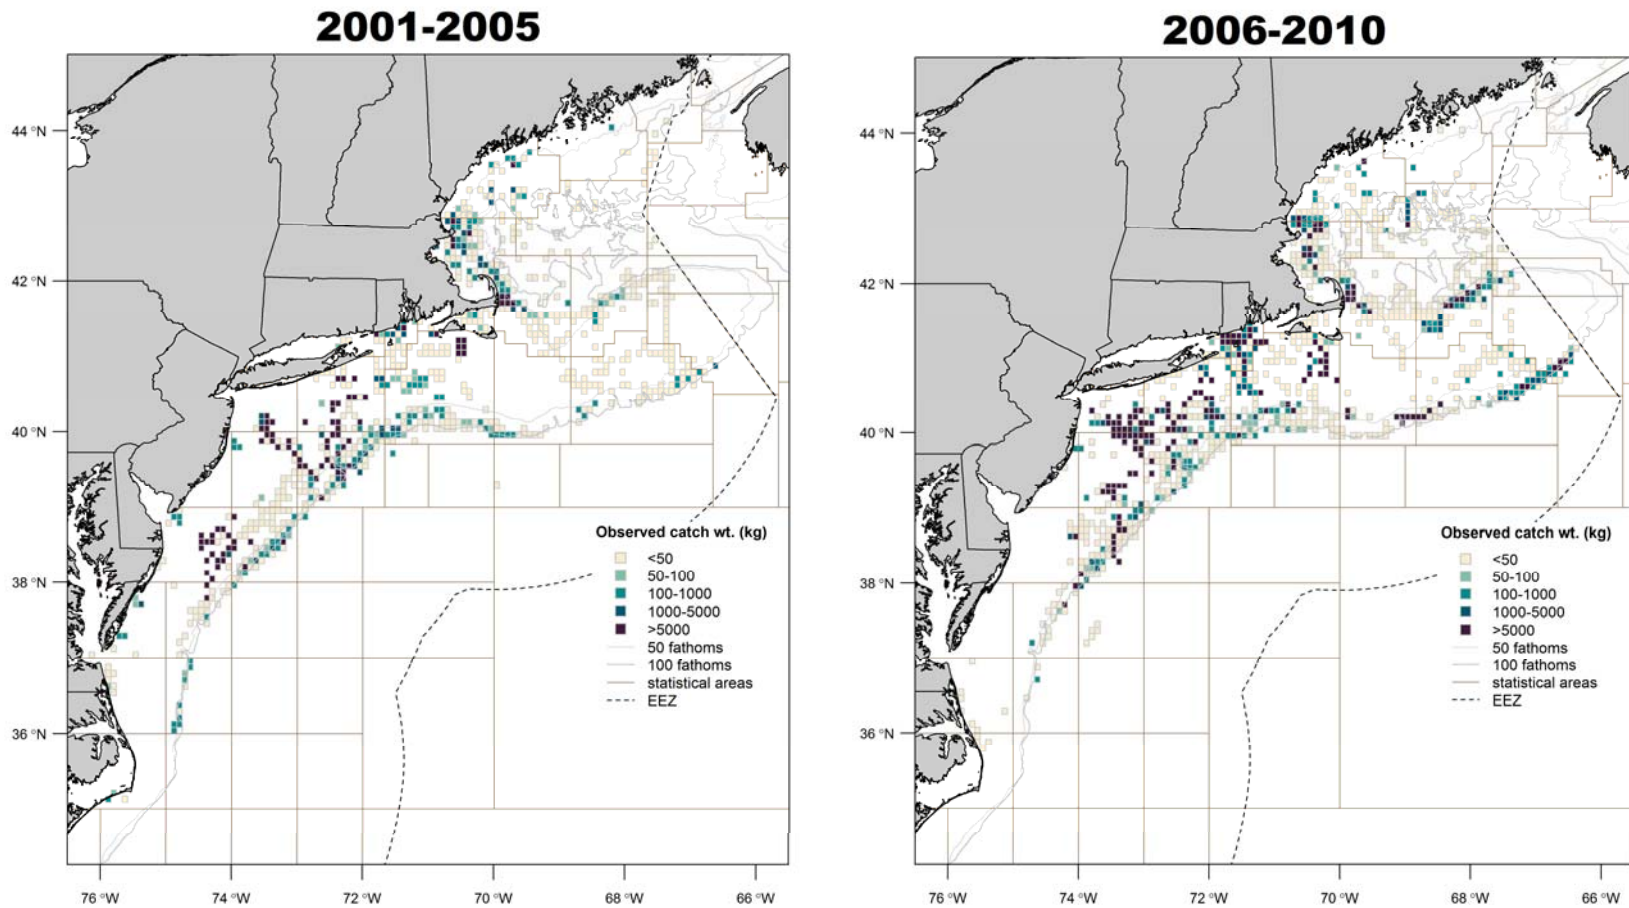 2001-2005
44 °N
42 °N
40 °N
38 °N
36 °N
76 °W
74 °W
72 °W
70 °W
68 °W
66 °W
Observed catch wt. (kg)
<50
50-100
100-1000
1000-5000
>5000
50 fathoms
100 fathoms
statistical areas
EEZ
2006-2010
44 °N
42 °N
40 °N
38 °N
36 °N
76 °W
74 °W
72 °W
70 °W
68 °W
66 °W
Observed catch wt. (kg)
<50
50-100
100-1000
1000-5000
>5000
50 fathoms
100 fathoms
statistical areas
EEZ